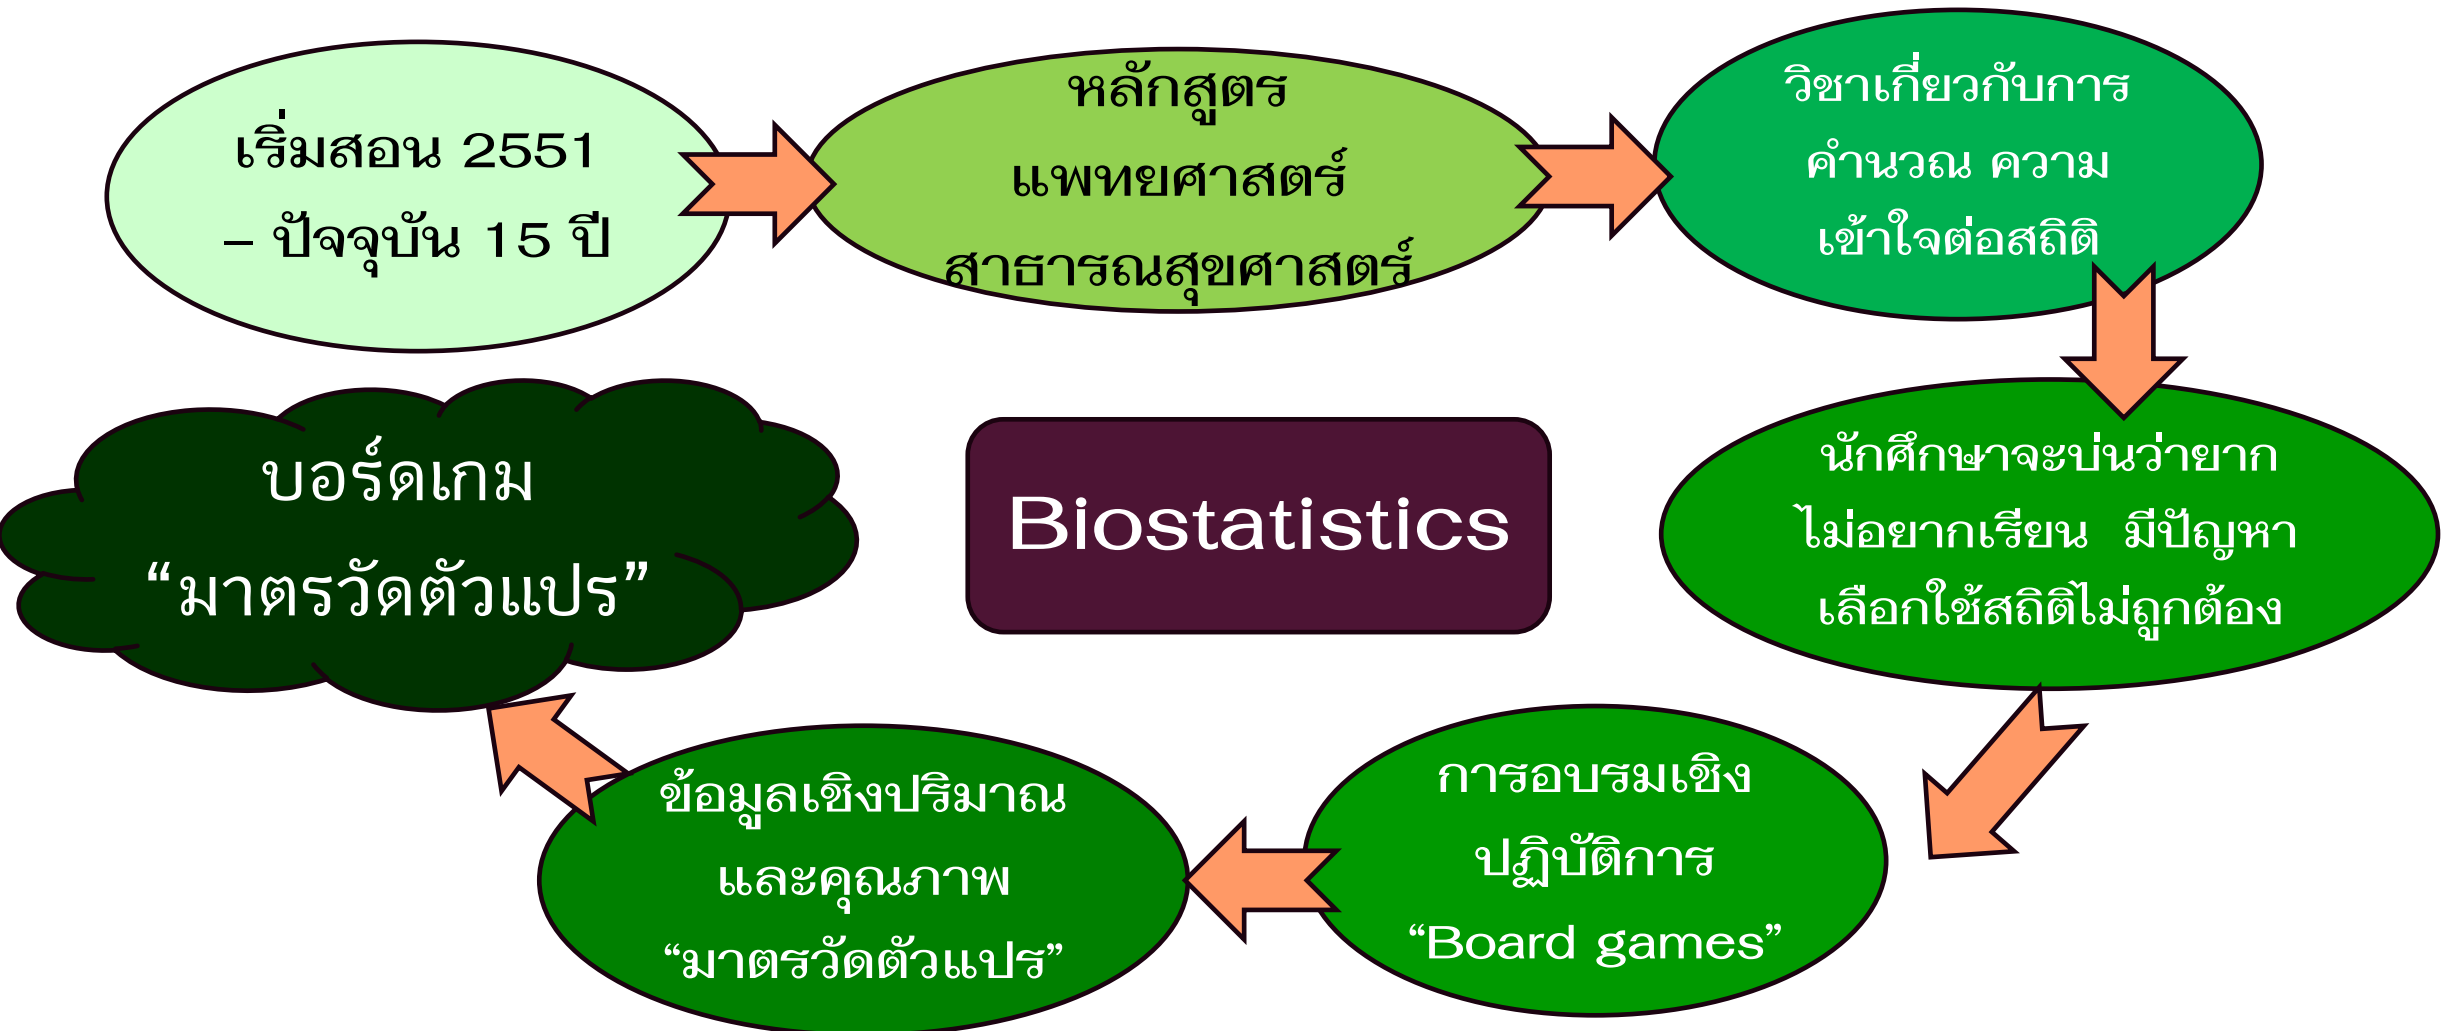 เริ่มสอน 2551
– ปัจจุบัน 15 ปี
หลักสูตร
แพทยศาสตร์
สาธารณสุขศาสตร์
วิชาเกี่ยวกับการ
คำนวณ ความ
เข้าใจต่อสถิติ
นักศึกษาจะบ่นว่ายาก
ไม่อยากเรียน มีปัญหา
เลือกใช้สถิติไม่ถูกต้อง
การอบรมเชิง
ปฏิบัติการ
“Board games”
ข้อมูลเชิงปริมาณ
และคุณภาพ
“มาตรวัดตัวแปร”
บอร์ดเกม
“มาตรวัดตัวแปร”
Biostatistics